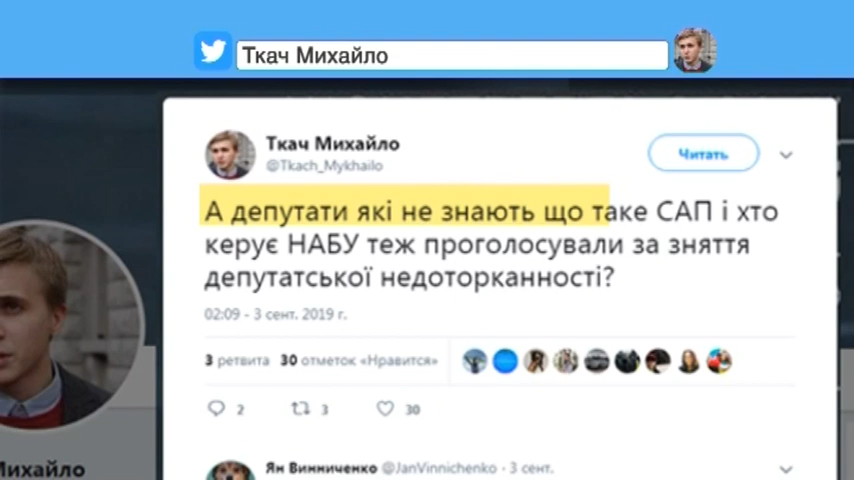 Ткач Михайло
Ткач Михайло
@Tkach_Mykhailo
Читать
А депутати які не знають що таке САП і хто
керує НАБУ теж проголосували за зняття
депутатської недоторканності?
02:09 - 3 сент. 2019 г.
3 ретвита 30 отметок «Нравится»
2 3 30
Михайло
Ян Винниченко @JanVinnichenko · 3 сент.